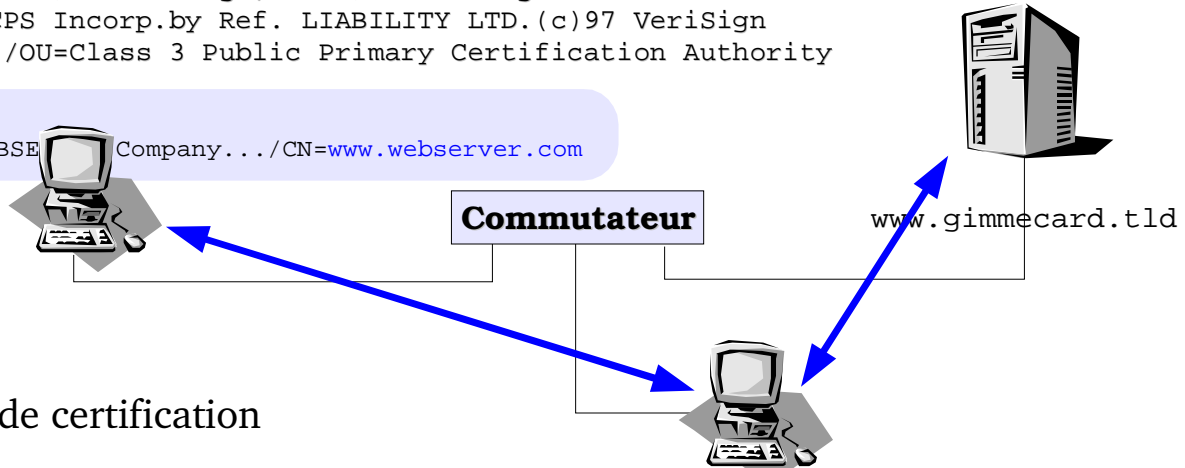 CPS Incorp.by Ref. LIABILITY LTD.(c)97 VeriSign
/OU=Class 3 Public Primary Certification Authority
Company.../CN=www.webserver.com
Commutateur
www.gimmecard.tld
de certification